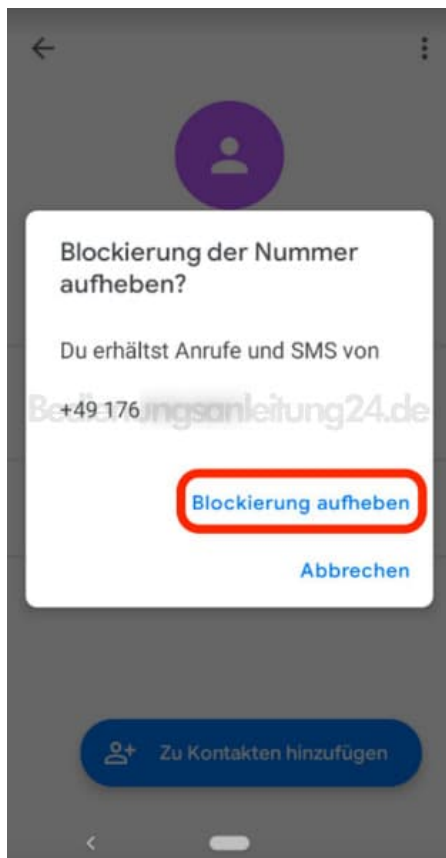 Blockierung der Nummer
aufheben?
Du erhältst Anrufe und SMS von
Bedienungsanleitung24.de
+49 176
Blockierung aufheben
Abbrechen
Zu Kontakten hinzufügen